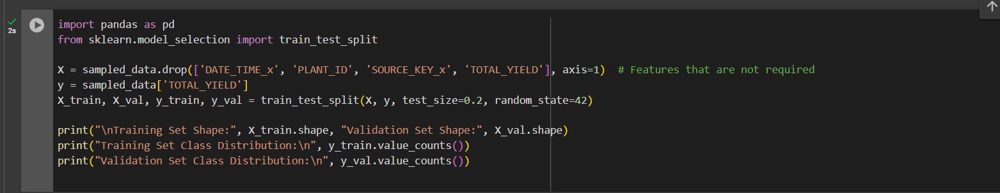 import pandas as pd
2s
from sklearn.model_selection import train_test_split
X = sampled_data.drop(['DATE_TIME_x', 'PLANT_ID', 'SOURCE_KEY_x', 'TOTAL_YIELD'], axis=1)  # Features that are not required
y = sampled_data['TOTAL_YIELD']
X_train, X_val, y_train, y_val = train_test_split(X, y, test_size=0.2, random_state=42)
print("\nTraining Set Shape:", X_train.shape, "Validation Set Shape:", X_val.shape)
print("Training Set Class Distribution:\n", y_train.value_counts())
print("Validation Set Class Distribution:\n", y_val.value_counts())